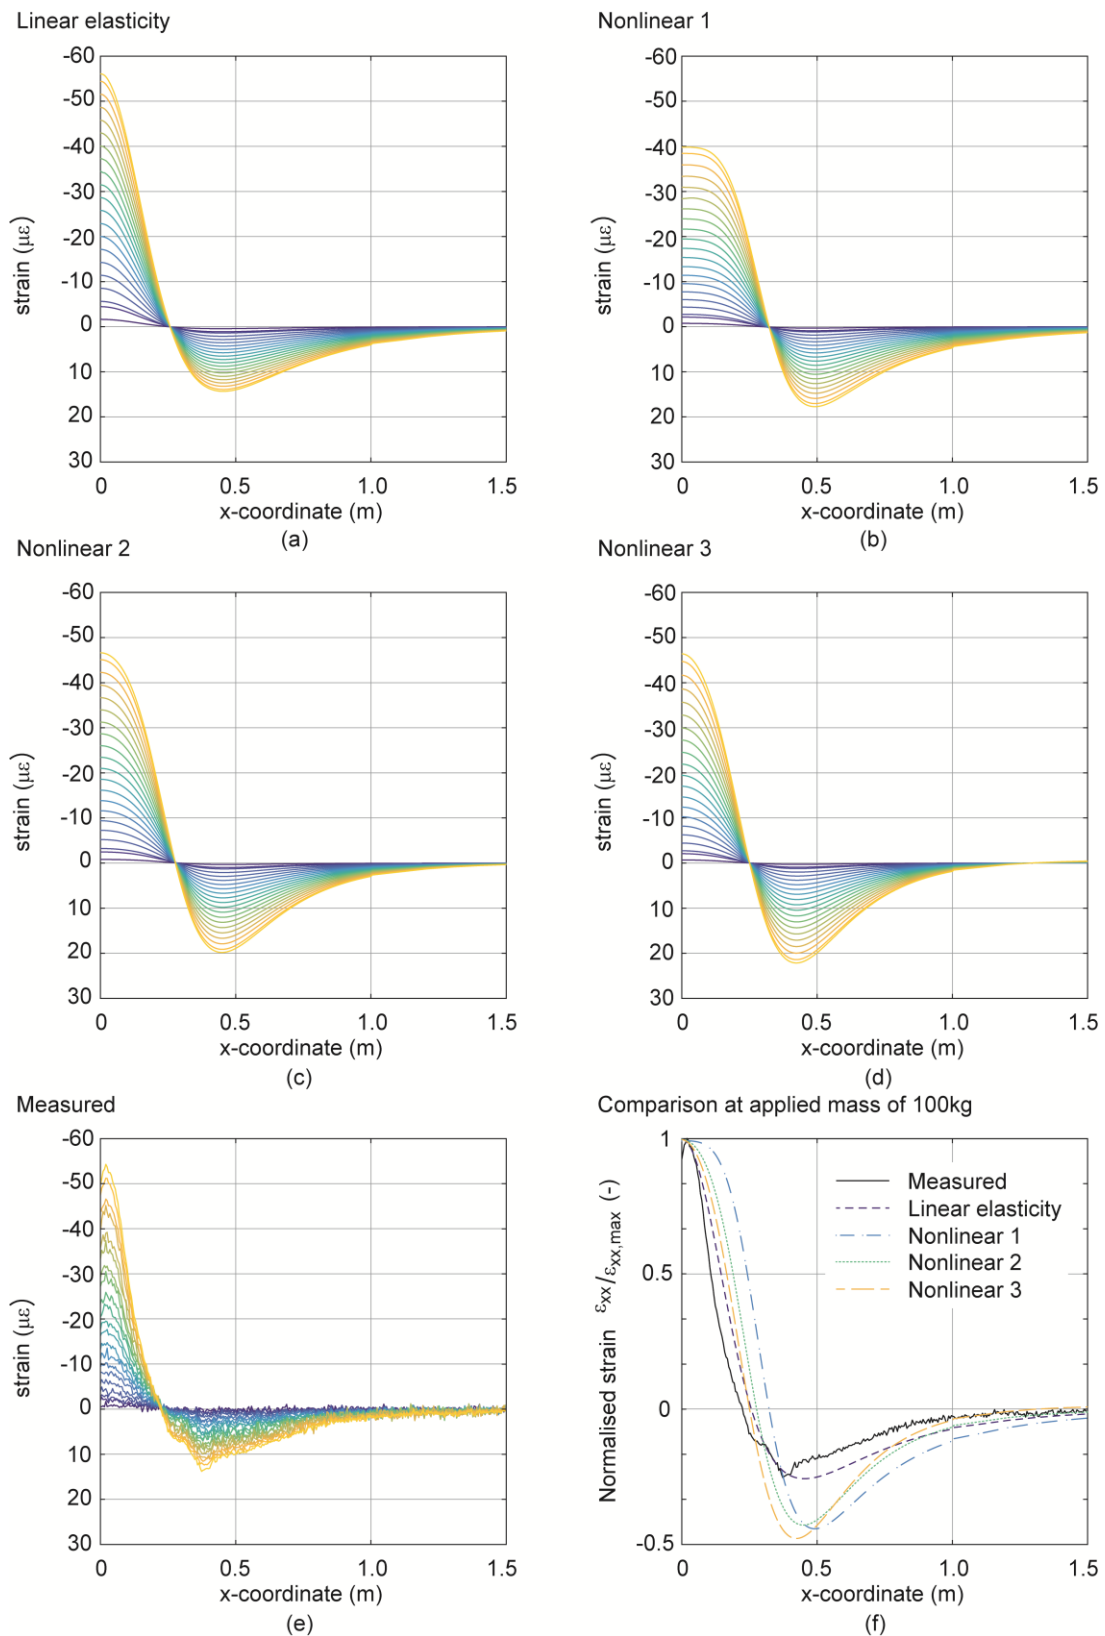 Linear elasticity
Nonlinear 1
-60
-50
-40
-30
-20
-10
0
10
20
30
strain (με)
0
0.5
1.0
1.5
x-coordinate (m)
(a)
-60
-50
-40
-30
-20
-10
0
10
20
30
strain (με)
0
0.5
1.0
1.5
x-coordinate (m)
(b)
Nonlinear 2
Nonlinear 3
-60
-50
-40
-30
-20
-10
0
10
20
30
strain (με)
0
0.5
1.0
1.5
x-coordinate (m)
(c)
-60
-50
-40
-30
-20
-10
0
10
20
30
strain (με)
0
0.5
1.0
1.5
x-coordinate (m)
(d)
Measured
Comparison at applied mass of 100kg
-60
-50
-40
-30
-20
-10
0
10
20
30
strain (με)
0
0.5
1.0
1.5
x-coordinate (m)
(e)
1
0.5
0
-0.5
Normalised strain εxx/εxx,max (-)
Measured
Linear elasticity
Nonlinear 1
Nonlinear 2
Nonlinear 3
0
0.5
1.0
1.5
x-coordinate (m)
(f)